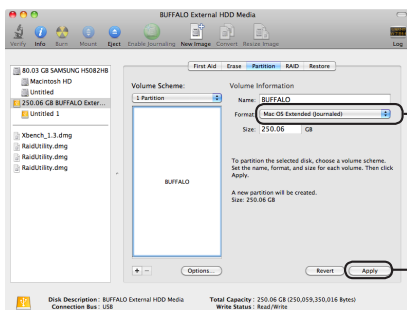 BUFFALO External HDD Media
Verify Info Burn Mount Eject Enable Journaling New Image Convert Resize Image Log
First Aid Erase Partition RAID Restore
80.03 GB SAMSUNG HS082HB
Macintosh HD
Untitled
250.06 GB BUFFALO Exter...
Untitled 1
Xbench_1.3.dmg
RaidUtility.dmg
RaidUtility.dmg
RaidUtility.dmg
Volume Scheme:
1 Partition
BUFFALO
+ - Options...
Volume Information
Name: BUFFALO
Format: Mac OS Extended (Journaled)
Size: 250.06 GB
To partition the selected disk, choose a volume scheme.
Set the name, format, and size for each volume. Then click
Apply.
A new partition will be created.
Size: 250.06 GB
Revert Apply
Disk Description : BUFFALO External HDD Media Total Capacity : 250.06 GB (250,059,350,016 Bytes)
Connection Bus : USB Write Status : Read/Write